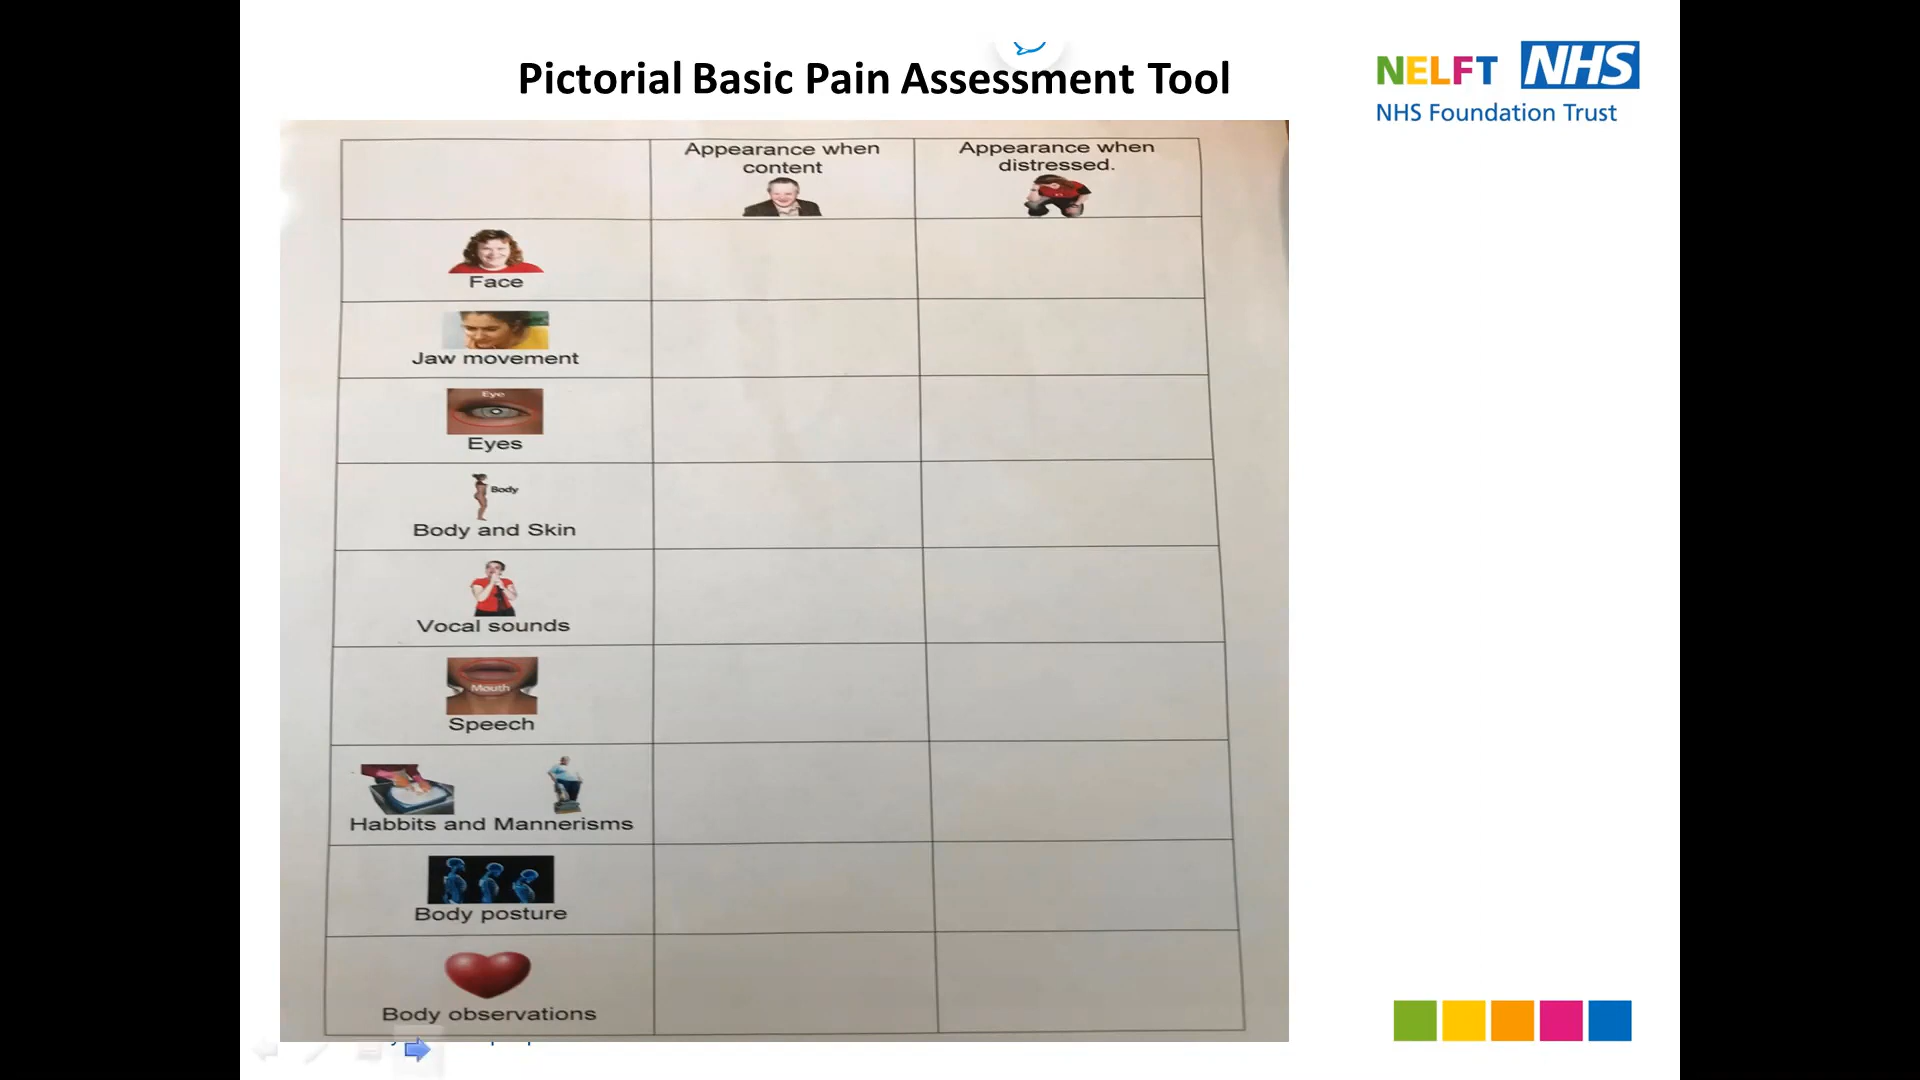 Pictorial Basic Pain Assessment Tool
NELFT NHS
NHS Foundation Trust
Appearance when
content
Appearance when
distressed.
Face
Jaw movement
Eye
Eyes
Body
Body and Skin
Vocal sounds
Mouth
Speech
Habbits and Mannerisms
Body posture
Body observations